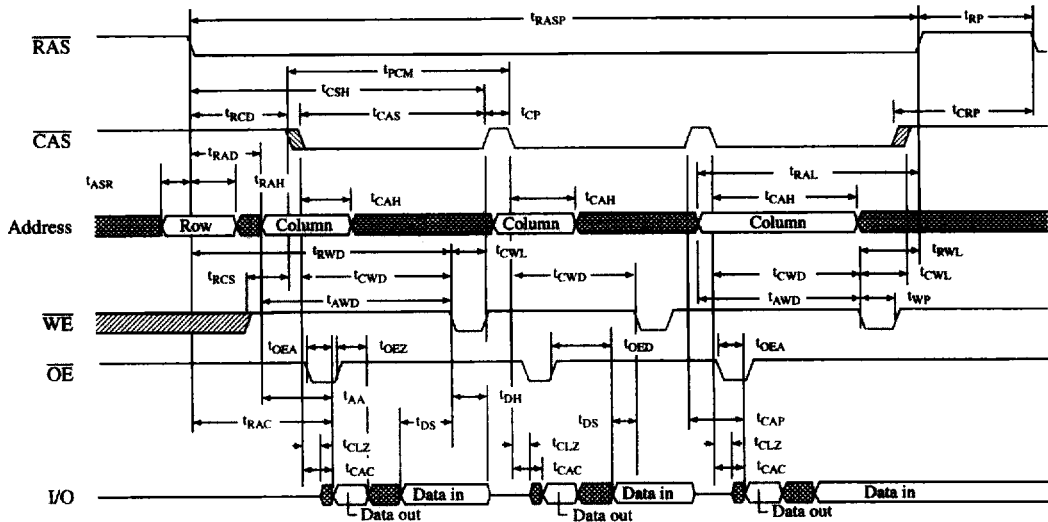 tRASP tRP
RAS
tPCM
tCSH
tRCD tCAS tCP tCRP
CAS
tRAD
tASR tRAH tCAH tCAH tRAL tCAH
Address Row Column Column Column
tRWD tCWL tRWL
tRCS tCWD tCWD tCWD tCWL
tAWD tAWD tWP
WE
tOEA tOEZ tOED tOEA
OE
tAA tDH
tRAC tDS tDS tCAP
tCLZ tCLZ tCLZ
tCAC tCAC tCAC
I/O Data in Data in Data in
Data out Data out Data out